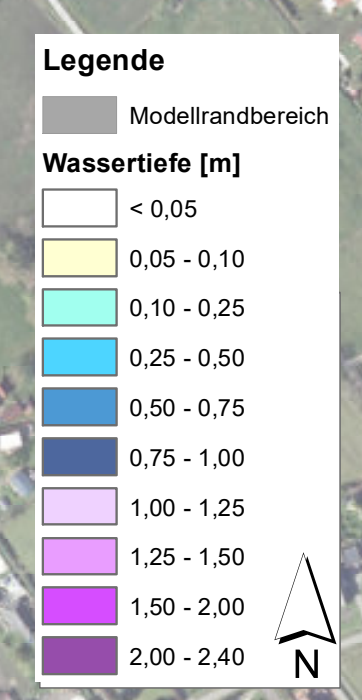 Legende
Modellrandbereich
Wassertiefe [m]
< 0,05
0,05 - 0,10
0,10 - 0,25
0,25 - 0,50
0,50 - 0,75
0,75 - 1,00
1,00 - 1,25
1,25 - 1,50
1,50 - 2,00
2,00 - 2,40
N